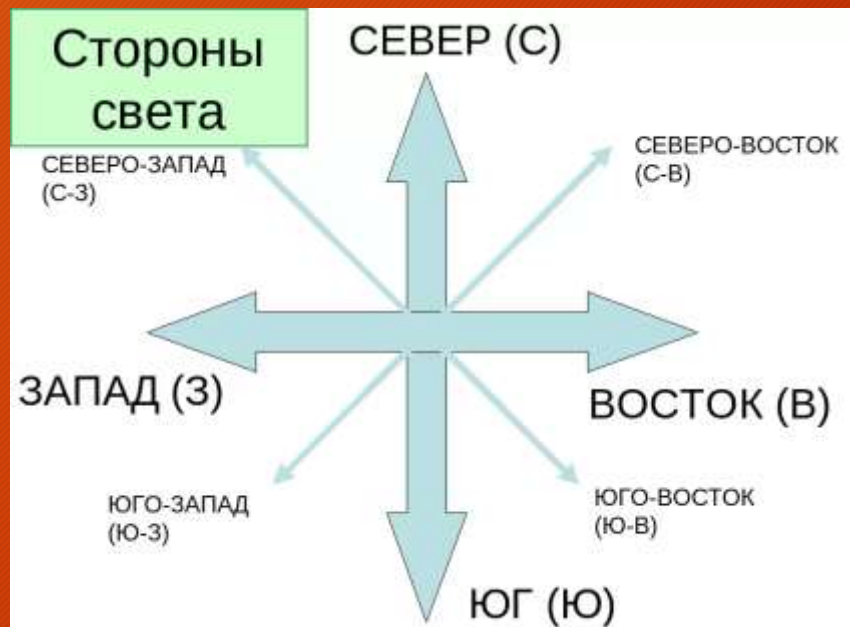 Стороны
света
СЕВЕР (С)
СЕВЕРО-ЗАПАД
(С-З)
СЕВЕРО-ВОСТОК
(С-В)
ЗАПАД (З)
ВОСТОК (В)
ЮГО-ЗАПАД
(Ю-З)
ЮГО-ВОСТОК
(Ю-В)
ЮГ (Ю)